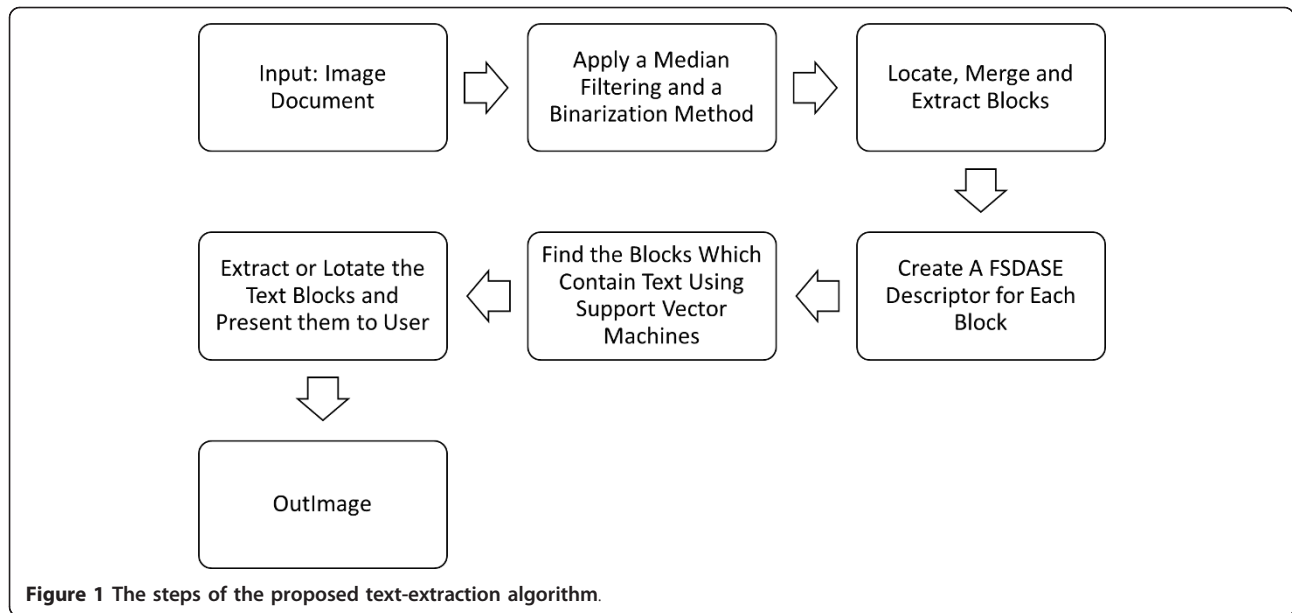 Input: Image
Document
Apply a Median
Filtering and a
Binarization Method
Locate, Merge and
Extract Blocks
Create A FSDASE
Descriptor for Each
Block
Find the Blocks Which
Contain Text Using
Support Vector
Machines
Extract or Lotate the
Text Blocks and
Present them to User
OutImage
Figure 1 The steps of the proposed text-extraction algorithm.